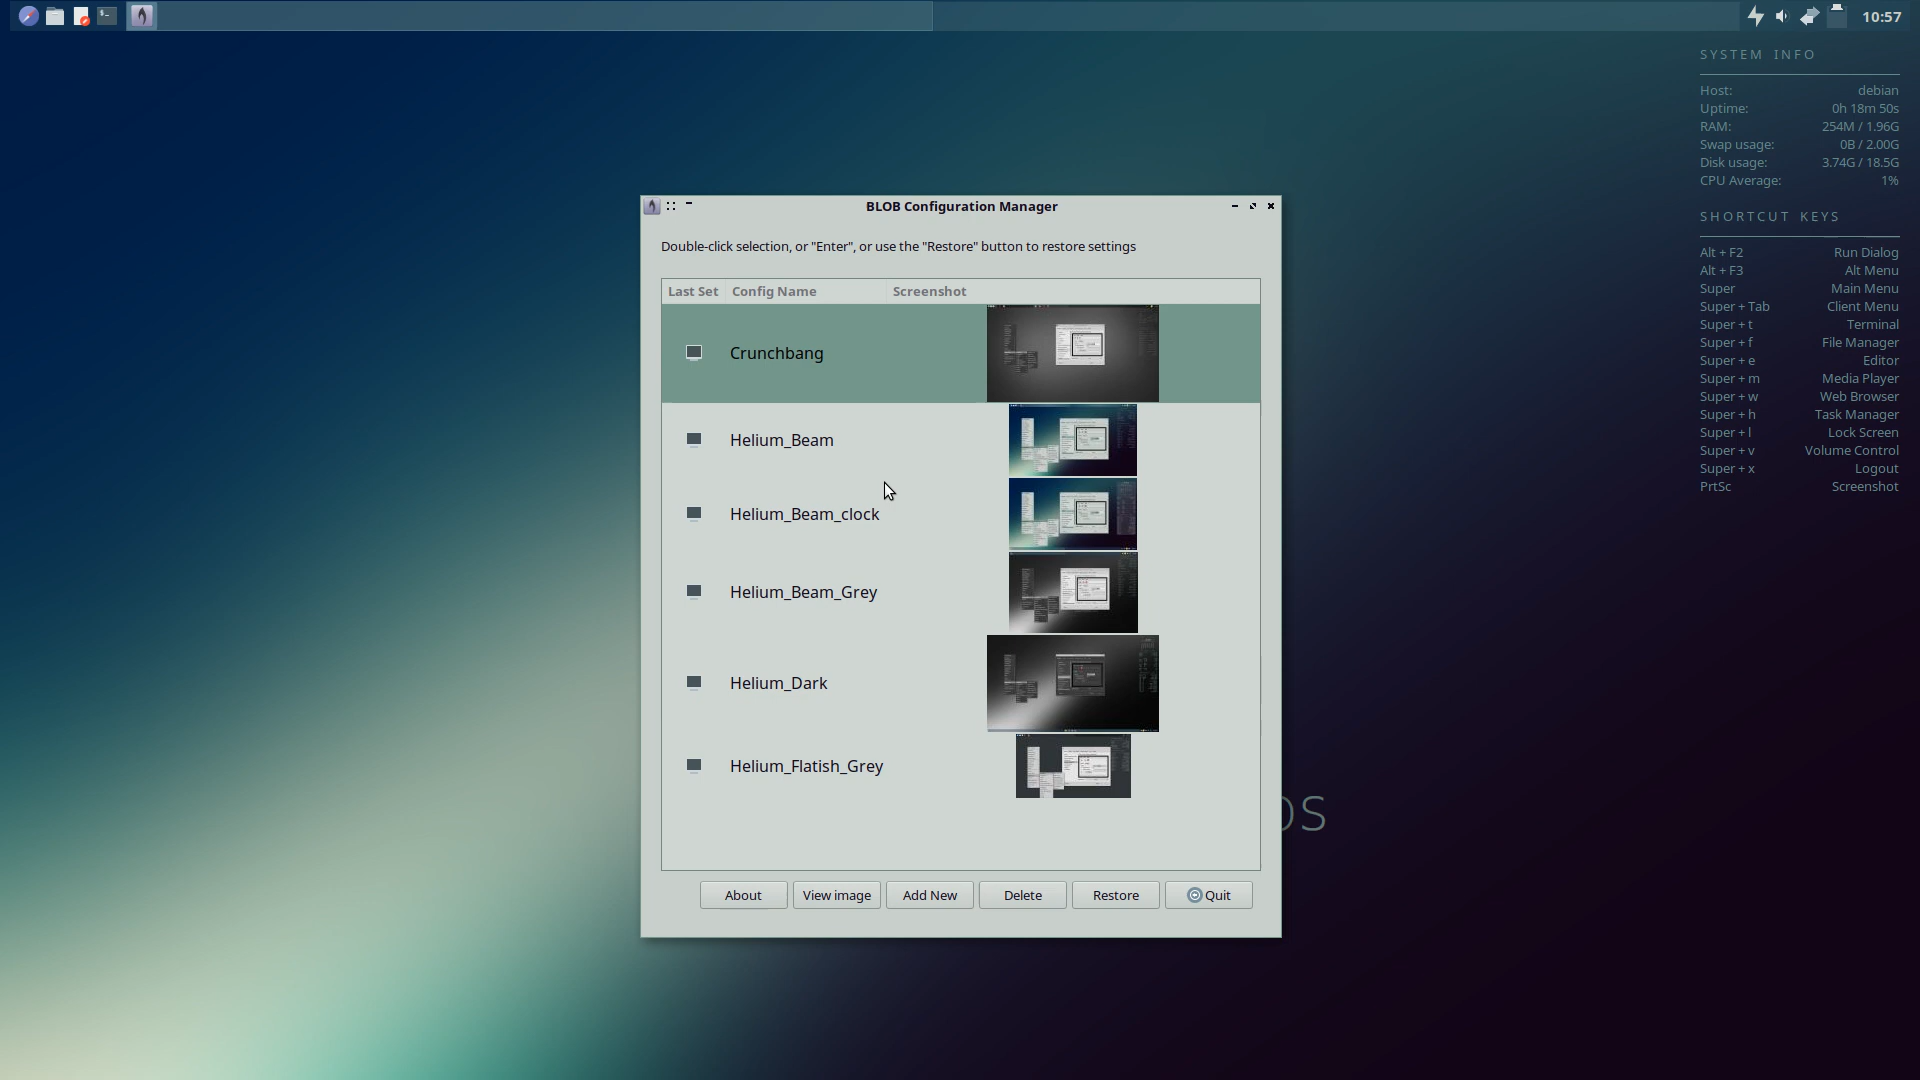 10:57
SYSTEM INFO
Host: debian
Uptime: 0h 18m 50s
RAM: 254M / 1.96G
Swap usage: 0B / 2.00G
Disk usage: 3.74G / 18.5G
CPU Average: 1%
SHORTCUT KEYS
Alt + F2 Run Dialog
Alt + F3 Alt Menu
Super Main Menu
Super + Tab Client Menu
Super + t Terminal
Super + f File Manager
Super + e Editor
Super + m Media Player
Super + w Web Browser
Super + h Task Manager
Super + l Lock Screen
Super + v Volume Control
Super + x Logout
PrtSc Screenshot
BLOB Configuration Manager
Double-click selection, or "Enter", or use the "Restore" button to restore settings
Last Set Config Name Screenshot
Crunchbang
Helium_Beam
Helium_Beam_clock
Helium_Beam_Grey
Helium_Dark
Helium_Flatish_Grey
About View image Add New Delete Restore Quit